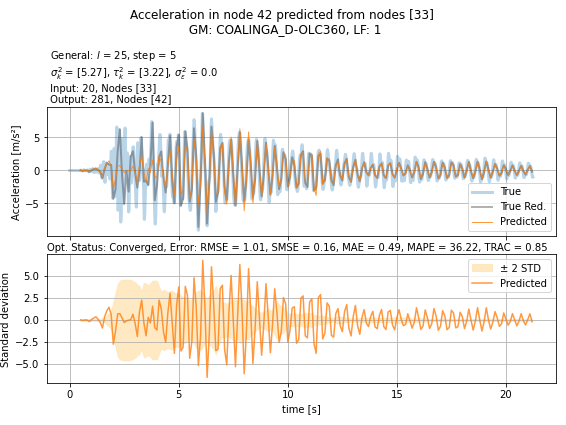 Acceleration in node 42 predicted from nodes [33]
GM: COALINGA_D-OLC360, LF: 1
General: l = 25, step = 5
σ²ₖ = [5.27], τ²ₖ = [3.22], σ²ε = 0.0
Input: 20, Nodes [33]
Output: 281, Nodes [42]
Acceleration [m/s²]
5
0
−5
True
True Red.
Predicted
Opt. Status: Converged, Error: RMSE = 1.01, SMSE = 0.16, MAE = 0.49, MAPE = 36.22, TRAC = 0.85
Standard deviation
5.0
2.5
0.0
−2.5
−5.0
± 2 STD
Predicted
0 5 10 15 20
time [s]